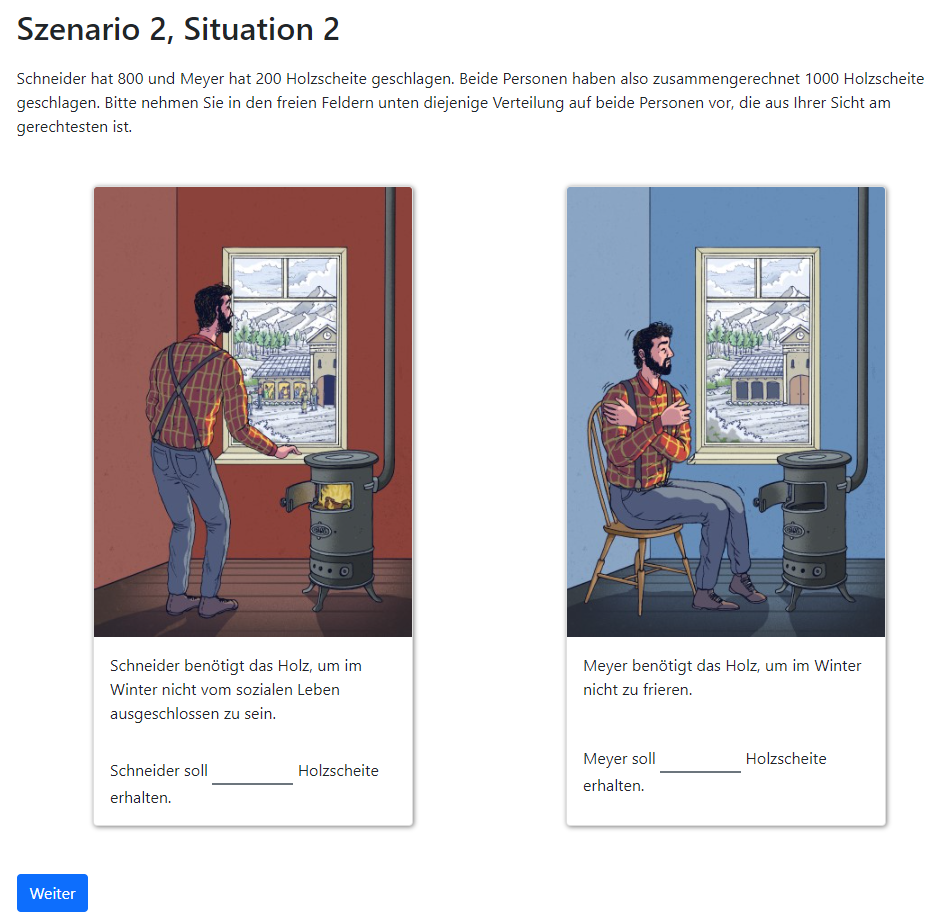 Szenario 2, Situation 2
Schneider hat 800 und Meyer hat 200 Holzscheite geschlagen. Beide Personen haben also zusammengerechnet 1000 Holzscheite
geschlagen. Bitte nehmen Sie in den freien Feldern unten diejenige Verteilung auf beide Personen vor, die aus Ihrer Sicht am
gerechtesten ist.
Schneider benötigt das Holz, um im
Winter nicht vom sozialen Leben
ausgeschlossen zu sein.
Schneider soll __________ Holzscheite
erhalten.
Meyer benötigt das Holz, um im Winter
nicht zu frieren.
Meyer soll __________ Holzscheite
erhalten.
Weiter